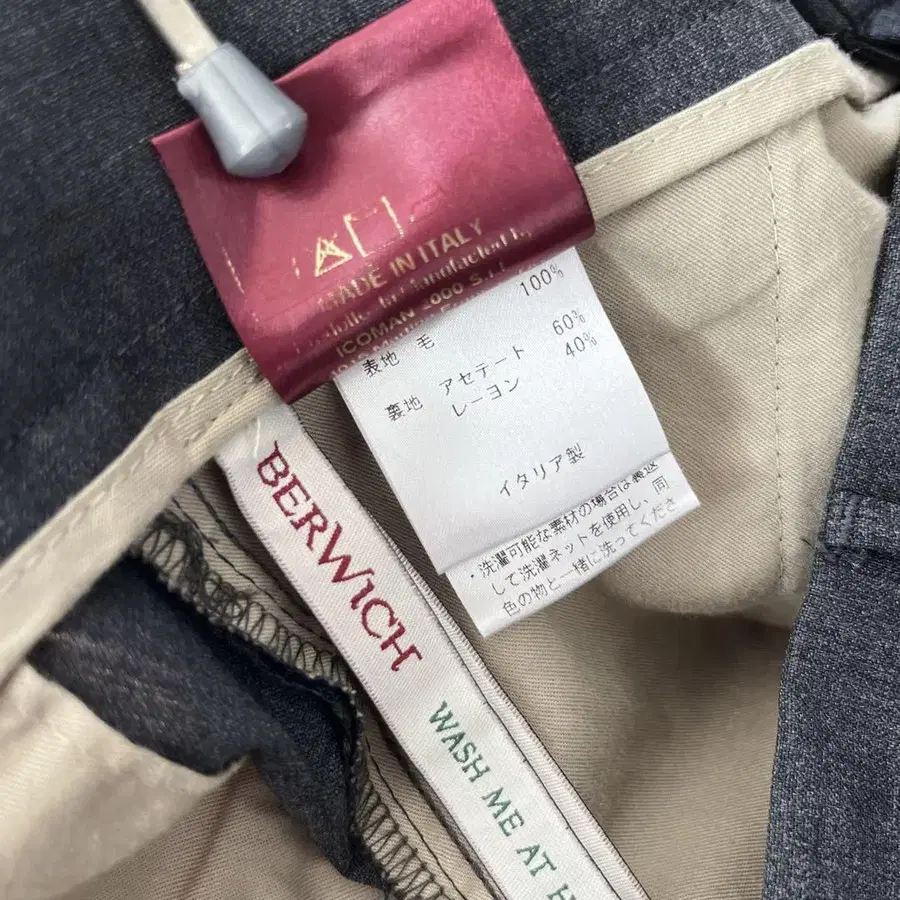 MADE IN ITALY
Manufacted by
ICOMAN 2000 S.r.l.
表地 毛 100%
裏地 アセテート 60%
レーヨン 40%
イタリア製
・洗濯可能な素材の場合は裏返
して洗濯ネットを使用し、同
色の物と一緒に洗ってくださ
BERWiCH
WASH ME AT H